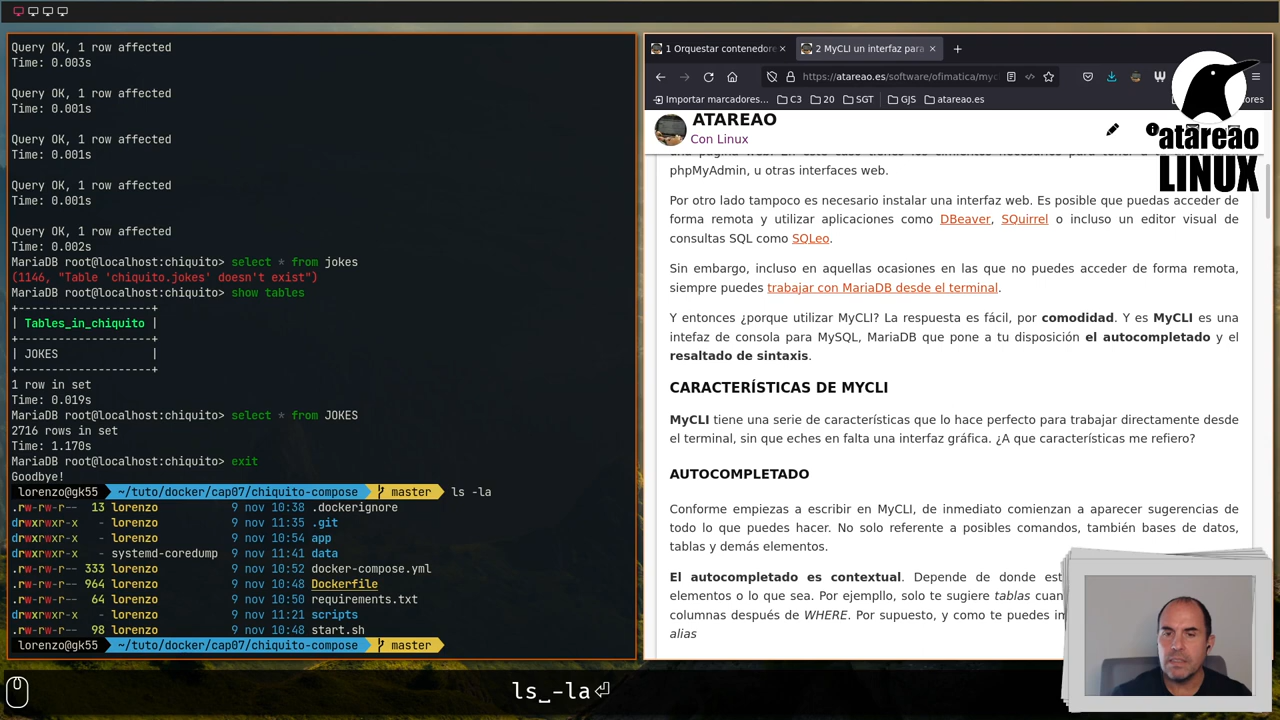 Query OK, 1 row affected
Time: 0.003s
Query OK, 1 row affected
Time: 0.001s
Query OK, 1 row affected
Time: 0.001s
Query OK, 1 row affected
Time: 0.001s
Query OK, 1 row affected
Time: 0.002s
MariaDB root@localhost:chiquito> select * from jokes
(1146, "Table 'chiquito.jokes' doesn't exist")
MariaDB root@localhost:chiquito> show tables
+-------------------+
| Tables_in_chiquito |
+-------------------+
| JOKES |
+-------------------+
1 row in set
Time: 0.019s
MariaDB root@localhost:chiquito> select * from JOKES
2716 rows in set
Time: 1.170s
MariaDB root@localhost:chiquito> exit
Goodbye!
lorenzo@gk55 ~/tuto/docker/cap07/chiquito-compose master ls -la
.rw-rw-r-- 13 lorenzo 9 nov 10:38 .dockerignore
drwxrwxr-x - lorenzo 9 nov 11:35 .git
drwxrwxr-x - lorenzo 9 nov 10:54 app
drwxrwxr-x - systemd-coredump 9 nov 11:41 data
.rw-rw-r-- 333 lorenzo 9 nov 10:52 docker-compose.yml
.rw-rw-r-- 964 lorenzo 9 nov 10:48 Dockerfile
.rw-rw-r-- 64 lorenzo 9 nov 10:50 requirements.txt
drwxrwxr-x - lorenzo 9 nov 11:21 scripts
.rw-rw-r-- 98 lorenzo 9 nov 10:48 start.sh
lorenzo@gk55 ~/tuto/docker/cap07/chiquito-compose master
1 Orquestar contenedore
2 MyCLI un interfaz para
https://atareao.es/software/ofimatica/myc
Importar marcadores... C3 20 SGT GJS atareao.es
ATAREAO
Con Linux
atareao
LINUX
phpMyAdmin, u otras interfaces web.
Por otro lado tampoco es necesario instalar una interfaz web. Es posible que puedas acceder de
forma remota y utilizar aplicaciones como DBeaver, SQuirrel o incluso un editor visual de
consultas SQL como SQLeo.
Sin embargo, incluso en aquellas ocasiones en las que no puedes acceder de forma remota,
siempre puedes trabajar con MariaDB desde el terminal.
Y entonces ¿porque utilizar MyCLI? La respuesta es fácil, por comodidad. Y es MyCLI es una
intefaz de consola para MySQL, MariaDB que pone a tu disposición el autocompletado y el
resaltado de sintaxis.
CARACTERÍSTICAS DE MYCLI
MyCLI tiene una serie de características que lo hace perfecto para trabajar directamente desde
el terminal, sin que eches en falta una interfaz gráfica. ¿A que características me refiero?
AUTOCOMPLETADO
Conforme empiezas a escribir en MyCLI, de inmediato comienzan a aparecer sugerencias de
todo lo que puedes hacer. No solo referente a posibles comandos, también bases de datos,
tablas y demás elementos.
El autocompletado es contextual. Depende de donde est
elementos o lo que sea. Por ejempllo, solo te sugiere tablas cuan
columnas después de WHERE. Por supuesto, y como te puedes im
alias
ls␣-la⏎